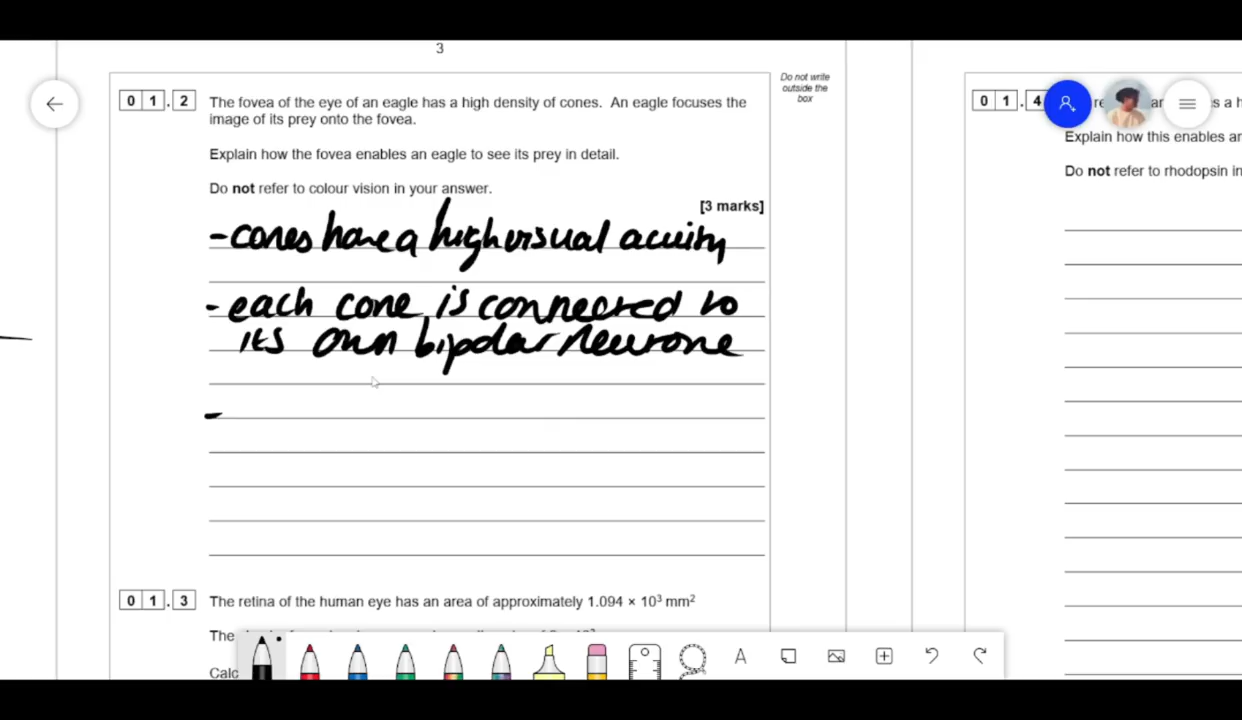 3
Do not write
outside the
box
0 1 . 2 The fovea of the eye of an eagle has a high density of cones. An eagle focuses the
image of its prey onto the fovea.
Explain how the fovea enables an eagle to see its prey in detail.
Do not refer to colour vision in your answer.
[3 marks]
- cones have a high visual acuity
- each cone is connected to
its own bipolar neurone
-
0 1 . 3 The retina of the human eye has an area of approximately 1.094 × 10³ mm²
The
Calc
0 1 . 4
Explain how this enables
Do not refer to rhodopsin in
A